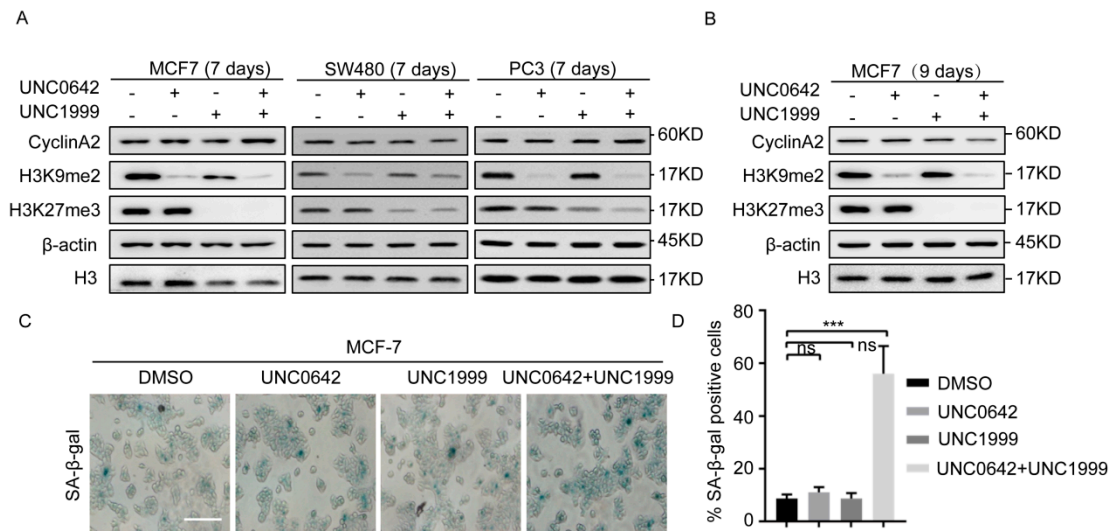 A
MCF7 (7 days) SW480 (7 days) PC3 (7 days)
UNC0642 - + - + - + - + - + - +
UNC1999 - - + + - - + + - - + +
CyclinA2 60KD
H3K9me2 17KD
H3K27me3 17KD
β-actin 45KD
H3 17KD
B
MCF7 (9 days)
UNC0642 - + - +
UNC1999 - - + +
CyclinA2 60KD
H3K9me2 17KD
H3K27me3 17KD
β-actin 45KD
H3 17KD
C
MCF-7
DMSO UNC0642 UNC1999 UNC0642+UNC1999
SA-β-gal
D
% SA-β-gal positive cells
80
60
40
20
0
***
ns
ns
DMSO
UNC0642
UNC1999
UNC0642+UNC1999